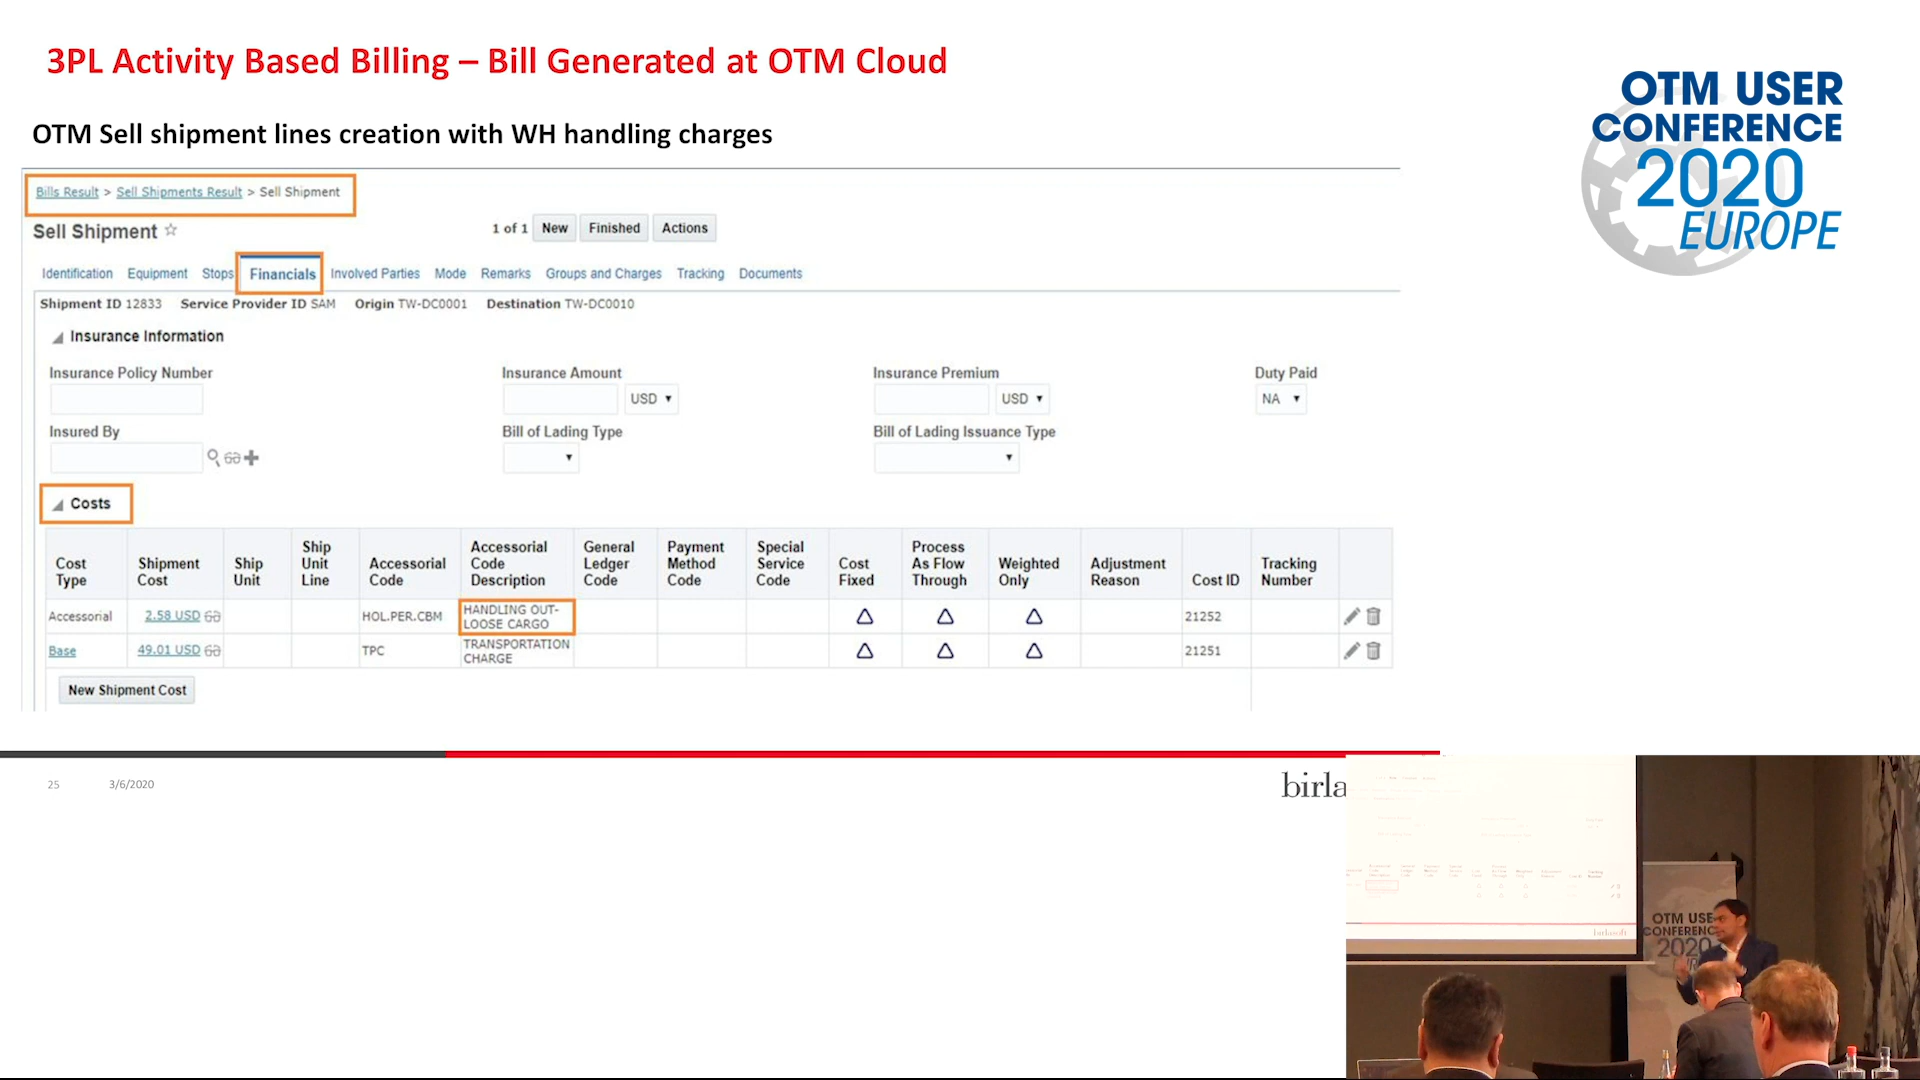 3PL Activity Based Billing – Bill Generated at OTM Cloud
OTM USER
CONFERENCE
2020
EUROPE
OTM Sell shipment lines creation with WH handling charges
Bills Result > Sell Shipments Result > Sell Shipment
Sell Shipment
1 of 1 New Finished Actions
Identification Equipment Stops Financials Involved Parties Mode Remarks Groups and Charges Tracking Documents
Shipment ID 12833 Service Provider ID SAM Origin TW-DC0001 Destination TW-DC0010
Insurance Information
Insurance Policy Number Insurance Amount Insurance Premium Duty Paid
USD USD NA
Insured By Bill of Lading Type Bill of Lading Issuance Type
Costs
Cost Type Shipment Cost Ship Unit Ship Unit Line Accessorial Code Accessorial Code Description General Ledger Code Payment Method Code Special Service Code Cost Fixed Process As Flow Through Weighted Only Adjustment Reason Cost ID Tracking Number
Accessorial 2.58 USD HOL.PER.CBM HANDLING OUT-LOOSE CARGO 21252
Base 49.01 USD TPC TRANSPORTATION CHARGE 21251
New Shipment Cost
25 3/6/2020
birla
birlasoft
OTM USE
CONFERENC
2020